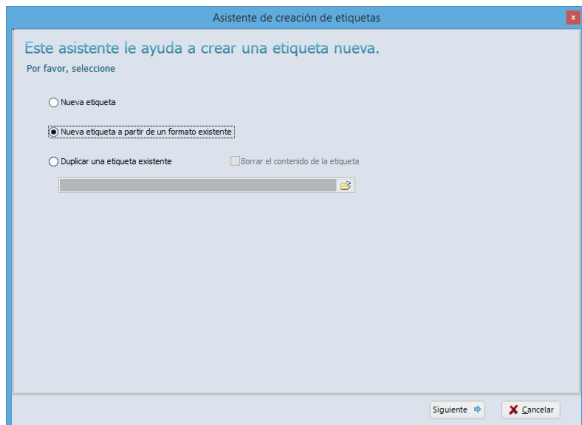 Asistente de creación de etiquetas
Este asistente le ayuda a crear una etiqueta nueva.
Por favor, seleccione
Nueva etiqueta
Nueva etiqueta a partir de un formato existente
Duplicar una etiqueta existente
Borrar el contenido de la etiqueta
Siguiente
Cancelar